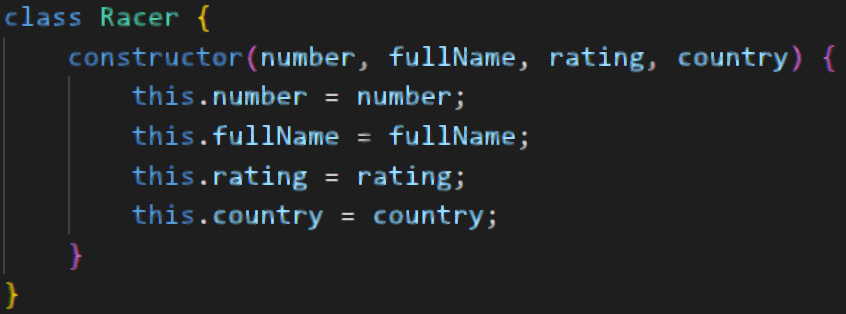 class Racer {
    constructor(number, fullName, rating, country) {
        this.number = number;
        this.fullName = fullName;
        this.rating = rating;
        this.country = country;
    }
}